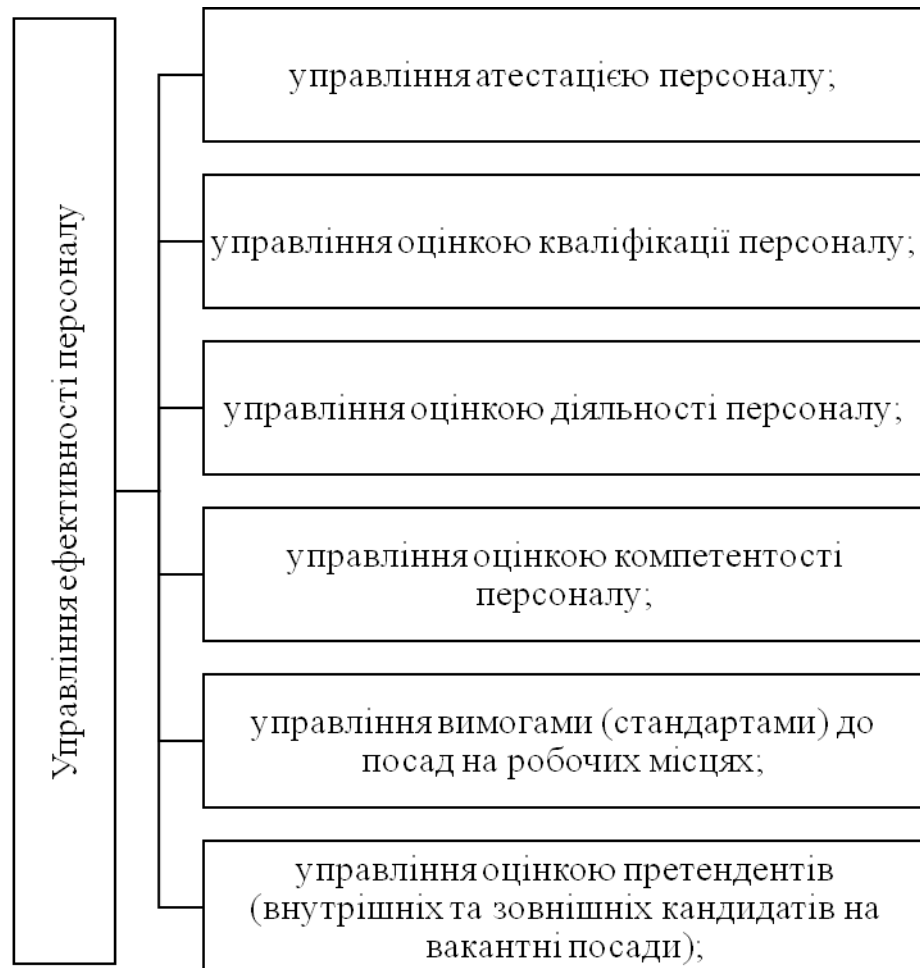 Управління ефективності персоналу
управління атестацією персоналу;
управління оцінкою кваліфікації персоналу;
управління оцінкою діяльності персоналу;
управління оцінкою компетентості
персоналу;
управління вимогами (стандартами) до
посад на робочих місцях;
управління оцінкою претендентів
(внутрішніх та зовнішніх кандидатів на
вакантні посади);